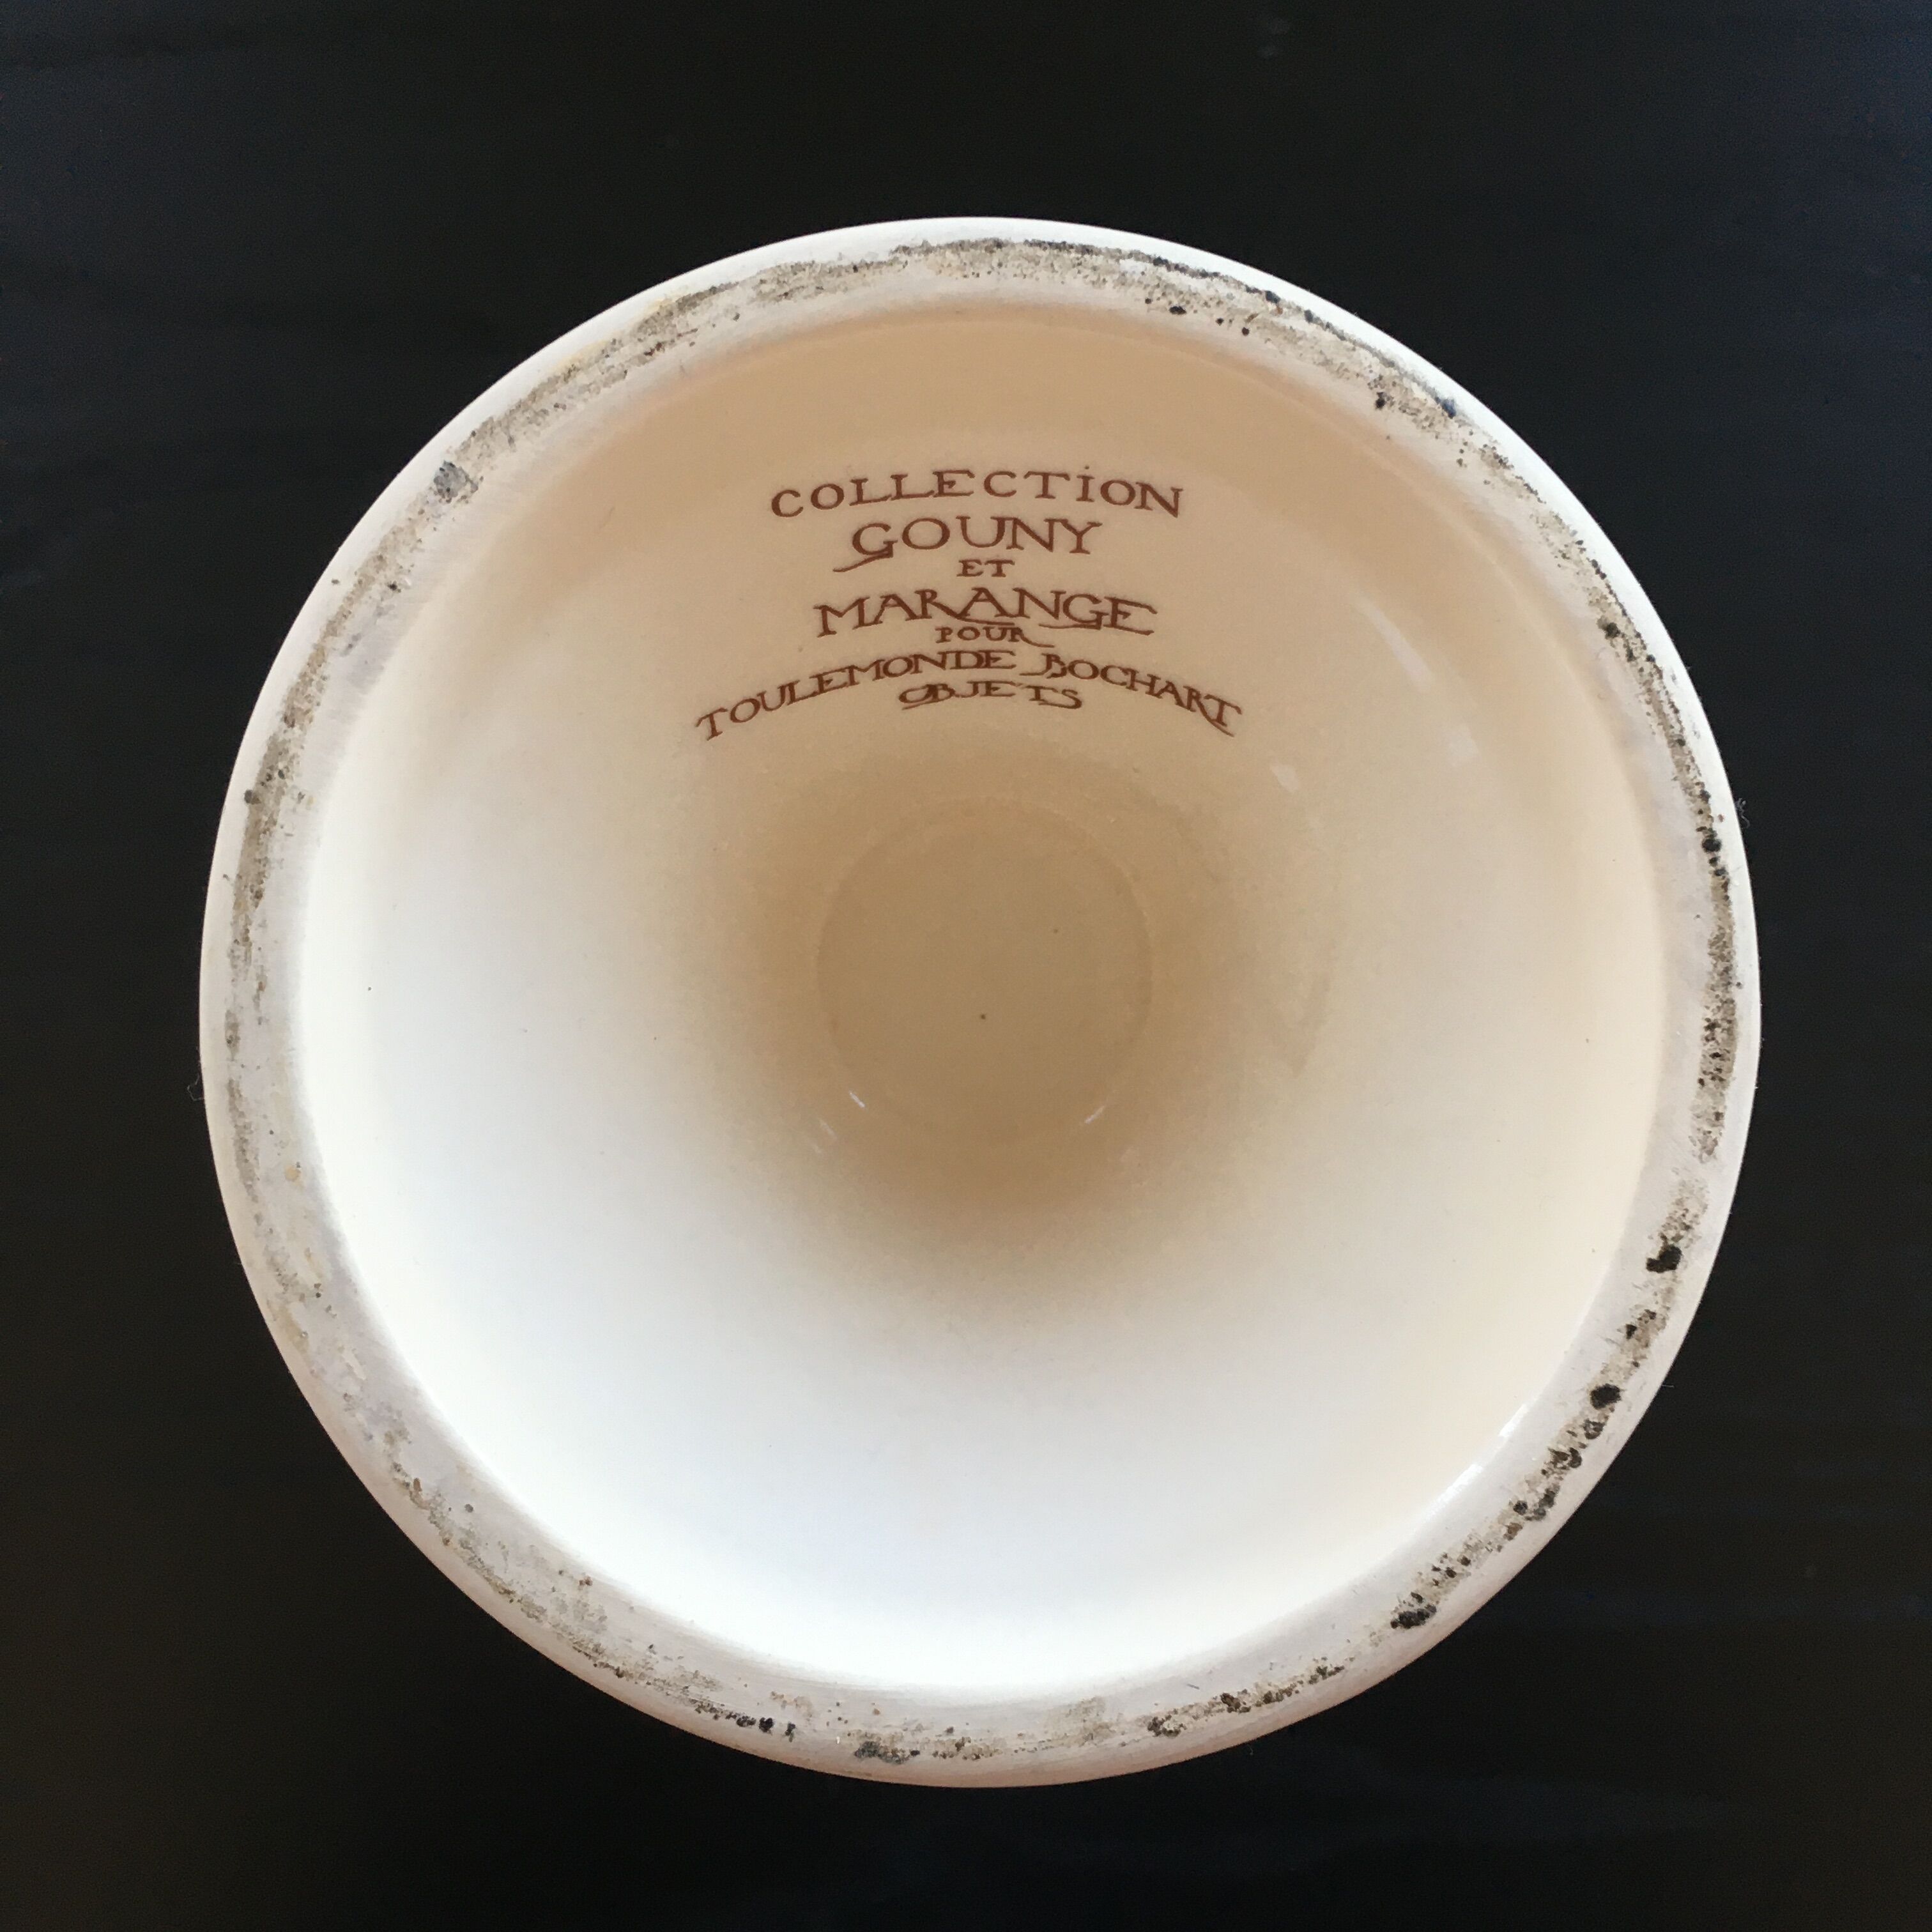 COLLECTION
GOUNY
ET
MARANGE
POUR
TOULEMONDE BOCHART
OBJETS